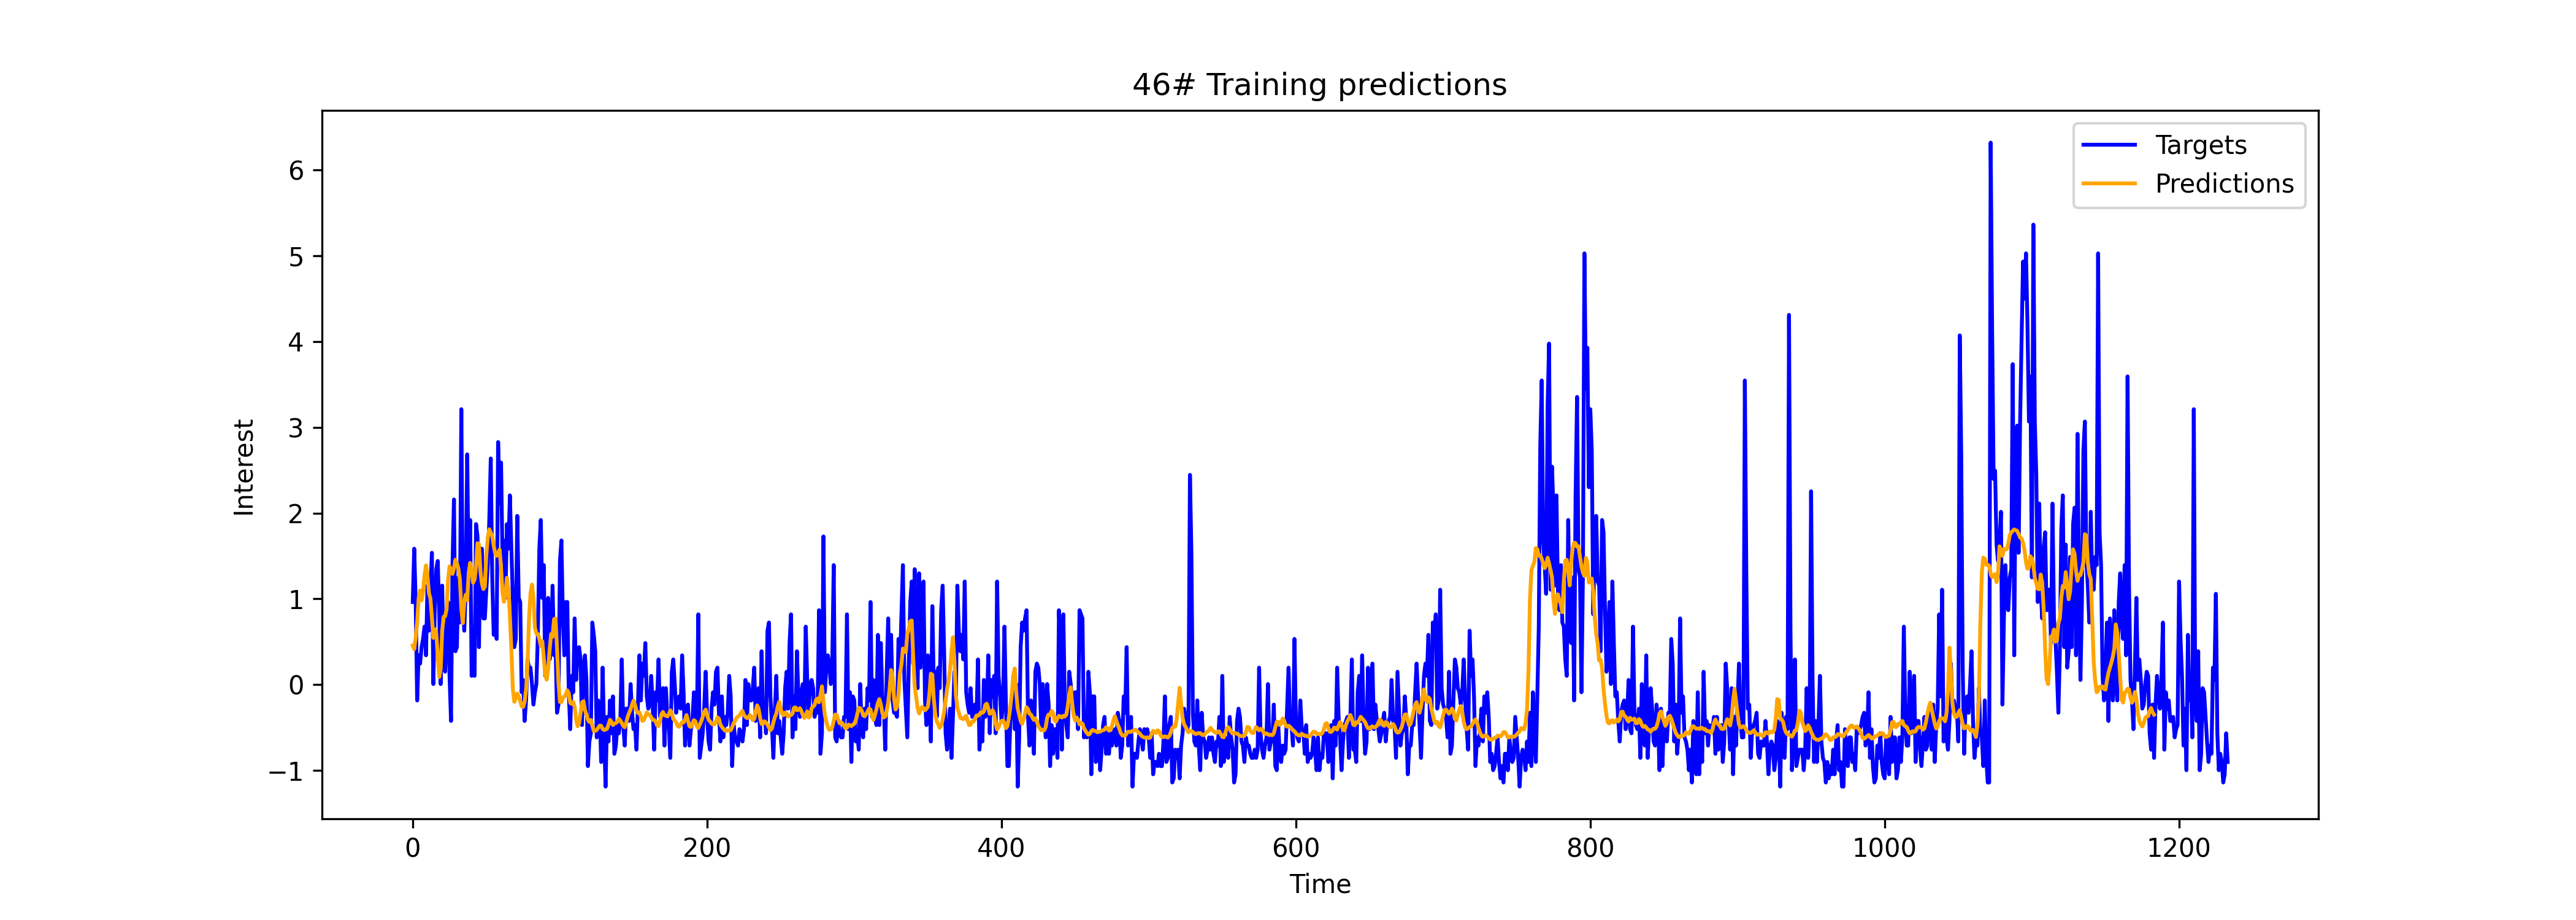 46# Training predictions
Targets
Predictions
6
5
4
3
2
1
0
−1
Interest
0 200 400 600 800 1000 1200
Time